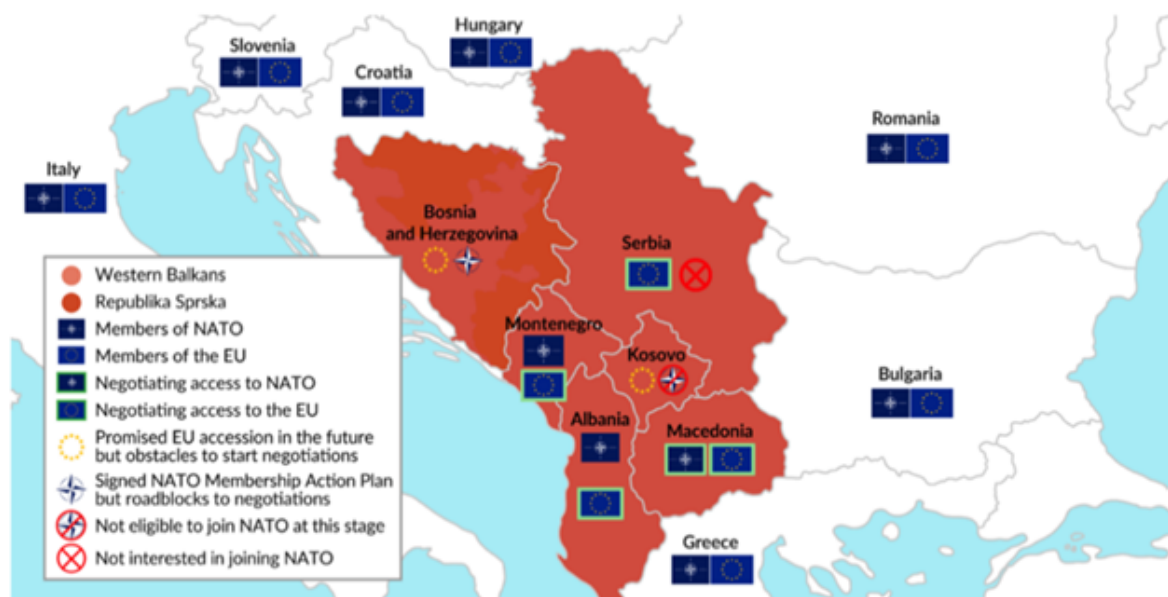 Hungary
Slovenia
Croatia
Romania
Italy
Bosnia
and Herzegovina
Serbia
Western Balkans
Republika Sprska
Members of NATO
Members of the EU
Negotiating access to NATO
Negotiating access to the EU
Promised EU accession in the future
but obstacles to start negotiations
Signed NATO Membership Action Plan
but roadblocks to negotiations
Not eligible to join NATO at this stage
Not interested in joining NATO
Montenegro
Kosovo
Bulgaria
Albania
Macedonia
Greece